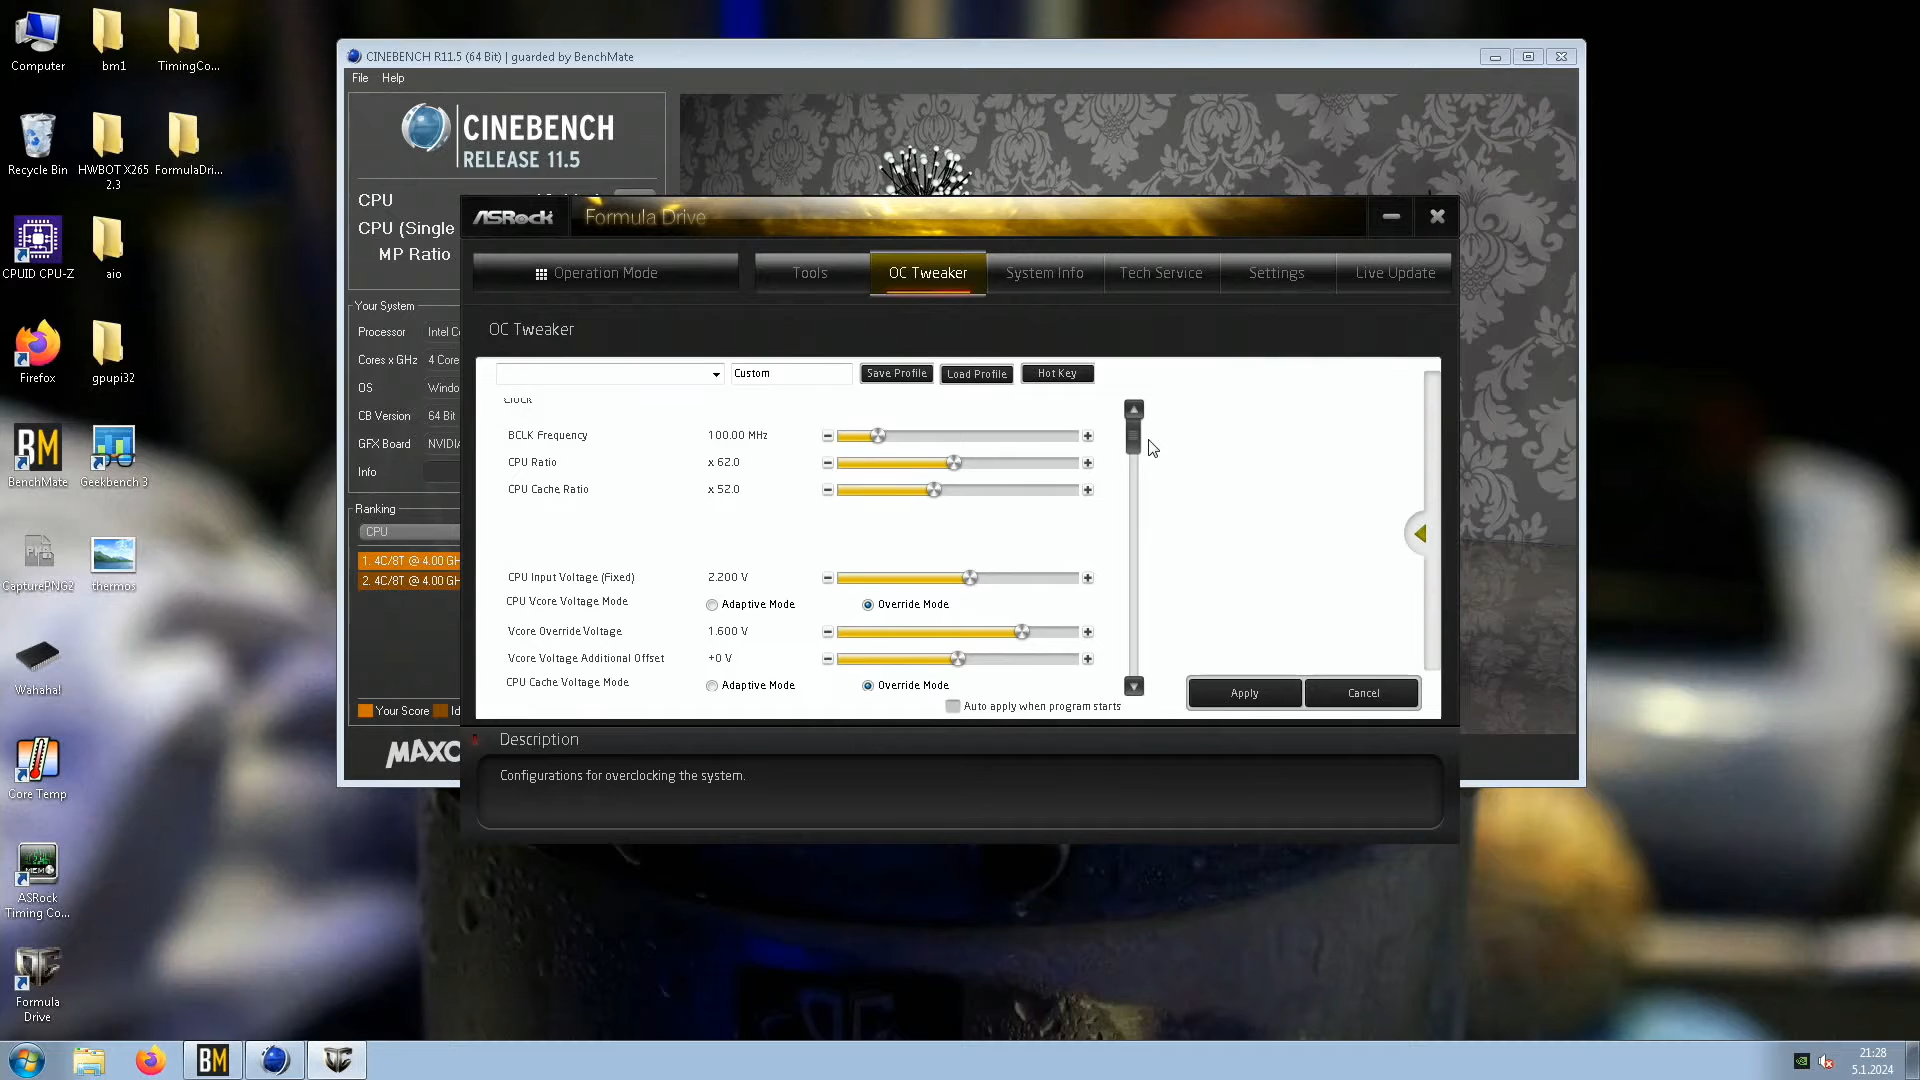 Computer
bm1
TimingCo...
Recycle Bin
HWBOT X265
2.3
FormulaDri...
CPUID CPU-Z
aio
Firefox
gpupi32
BM
BenchMate
Geekbench 3
CapturePNG2
thermos
Wahaha!
Core Temp
MEMO
ASRock
Timing Co...
Formula
Drive
CINEBENCH R11.5 (64 Bit) | guarded by BenchMate
File Help
CINEBENCH
RELEASE 11.5
CPU
CPU (Single
MP Ratio
Your System
Processor Intel C
Cores x GHz 4 Core
OS Windo
CB Version 64 Bit
GFX Board NVIDIA
Info
Ranking
CPU
1. 4C/8T @ 4.00 GH
2. 4C/8T @ 4.00 GH
Your Score Id
MAXO
ASRock Formula Drive
Operation Mode Tools OC Tweaker System Info Tech Service Settings Live Update
OC Tweaker
Custom Save Profile Load Profile Hot Key
Clock
BCLK Frequency 100.00 MHz
CPU Ratio x 62.0
CPU Cache Ratio x 52.0
CPU Input Voltage (Fixed) 2.200 V
CPU Vcore Voltage Mode Adaptive Mode Override Mode
Vcore Override Voltage 1.600 V
Vcore Voltage Additional Offset +0 V
CPU Cache Voltage Mode Adaptive Mode Override Mode
Auto apply when program starts
Apply Cancel
Description
Configurations for overclocking the system.
BM
21:28
5.1.2024